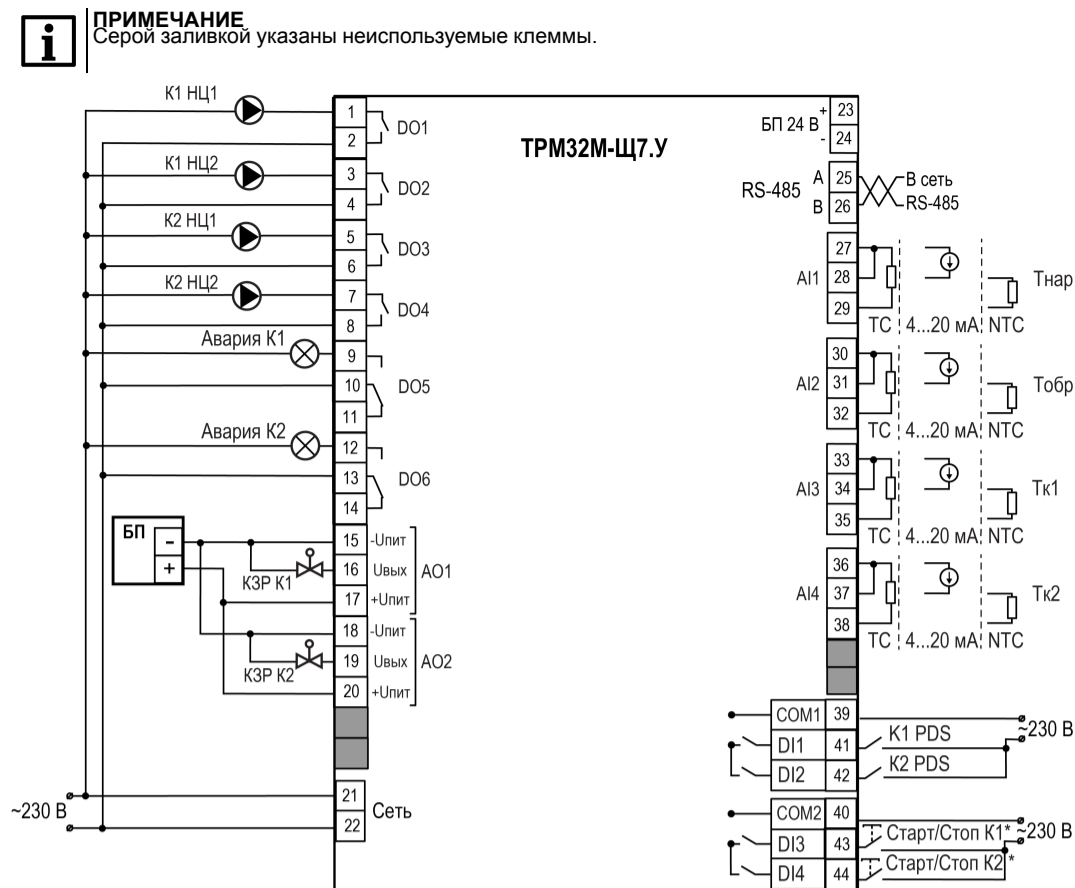 ПРИМЕЧАНИЕ
Серой заливкой указаны неиспользуемые клеммы.
ТРМ32М-Щ7.У
К1 НЦ1
1
2
DO1
К1 НЦ2
3
4
DO2
К2 НЦ1
5
6
DO3
К2 НЦ2
7
8
DO4
Авария К1
9
10
11
DO5
Авария К2
12
13
14
DO6
БП
-
+
КЗР К1
15 -Uпит
16 Uвых
17 +Uпит
AO1
КЗР К2
18 -Uпит
19 Uвых
20 +Uпит
AO2
~230 В
21
22
Сеть
БП 24 В
+ 23
- 24
RS-485
A 25
B 26
В сеть
RS-485
AI1
27
28
29
ТС 4...20 мА NTC
Тнар
AI2
30
31
32
ТС 4...20 мА NTC
Тобр
AI3
33
34
35
ТС 4...20 мА NTC
Тк1
AI4
36
37
38
ТС 4...20 мА NTC
Тк2
COM1 39
DI1 41 К1 PDS
DI2 42 К2 PDS
~230 В
COM2 40
DI3 43 Старт/Стоп К1*
DI4 44 Старт/Стоп К2*
~230 В